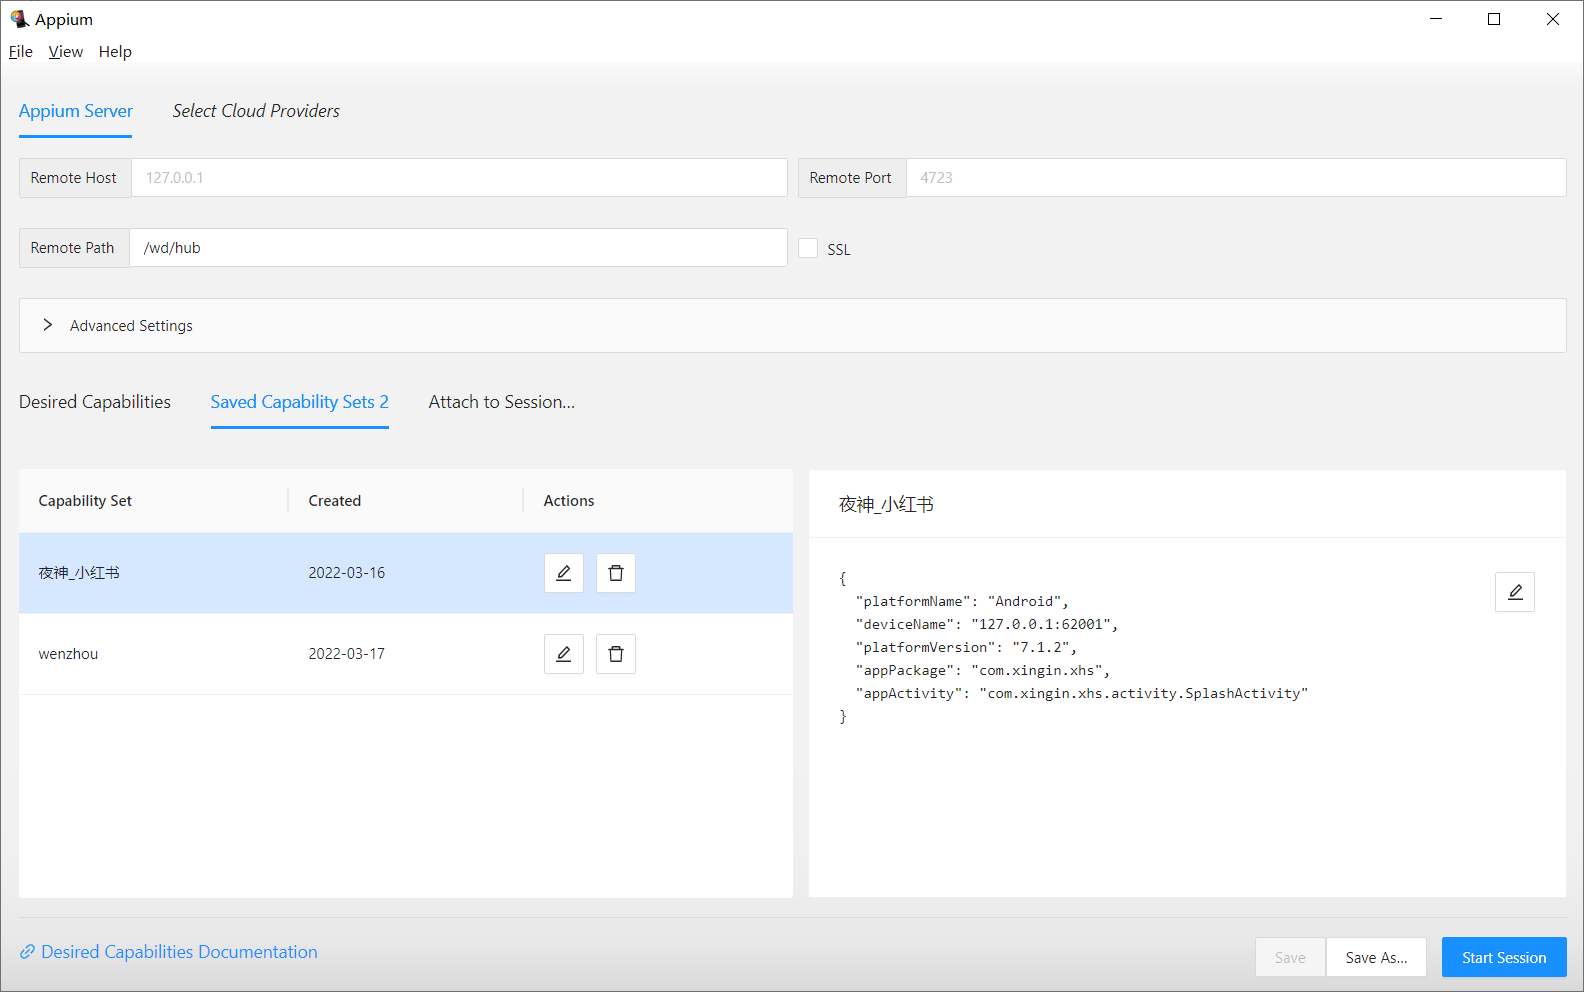 Appium
File View Help
Appium Server Select Cloud Providers
Remote Host 127.0.0.1 Remote Port 4723
Remote Path /wd/hub SSL
Advanced Settings
Desired Capabilities Saved Capability Sets 2 Attach to Session...
Capability Set Created Actions
夜神_小红书 2022-03-16
wenzhou 2022-03-17
夜神_小红书
{
"platformName": "Android",
"deviceName": "127.0.0.1:62001",
"platformVersion": "7.1.2",
"appPackage": "com.xingin.xhs",
"appActivity": "com.xingin.xhs.activity.SplashActivity"
}
Desired Capabilities Documentation
Save Save As... Start Session